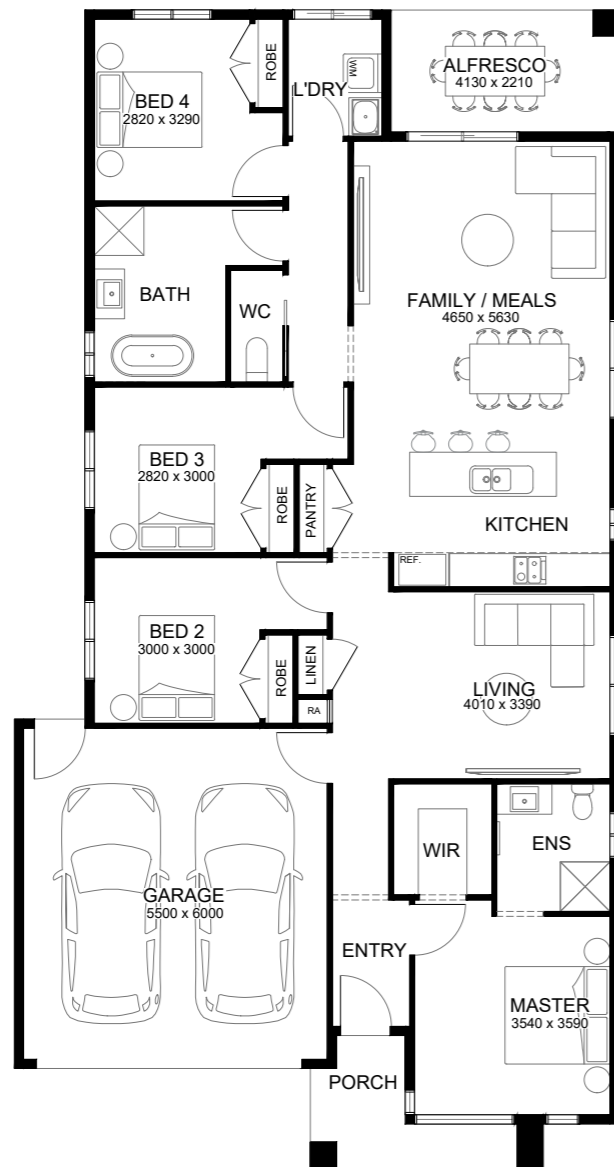 ROBE
WM
L'DRY
ALFRESCO
4130 x 2210
BED 4
2820 x 3290
BATH
WC
FAMILY / MEALS
4650 x 5630
BED 3
2820 x 3000
ROBE
PANTRY
KITCHEN
REF.
BED 2
3000 x 3000
ROBE
LINEN
RA
LIVING
4010 x 3390
WIR
ENS
GARAGE
5500 x 6000
ENTRY
MASTER
3540 x 3590
PORCH